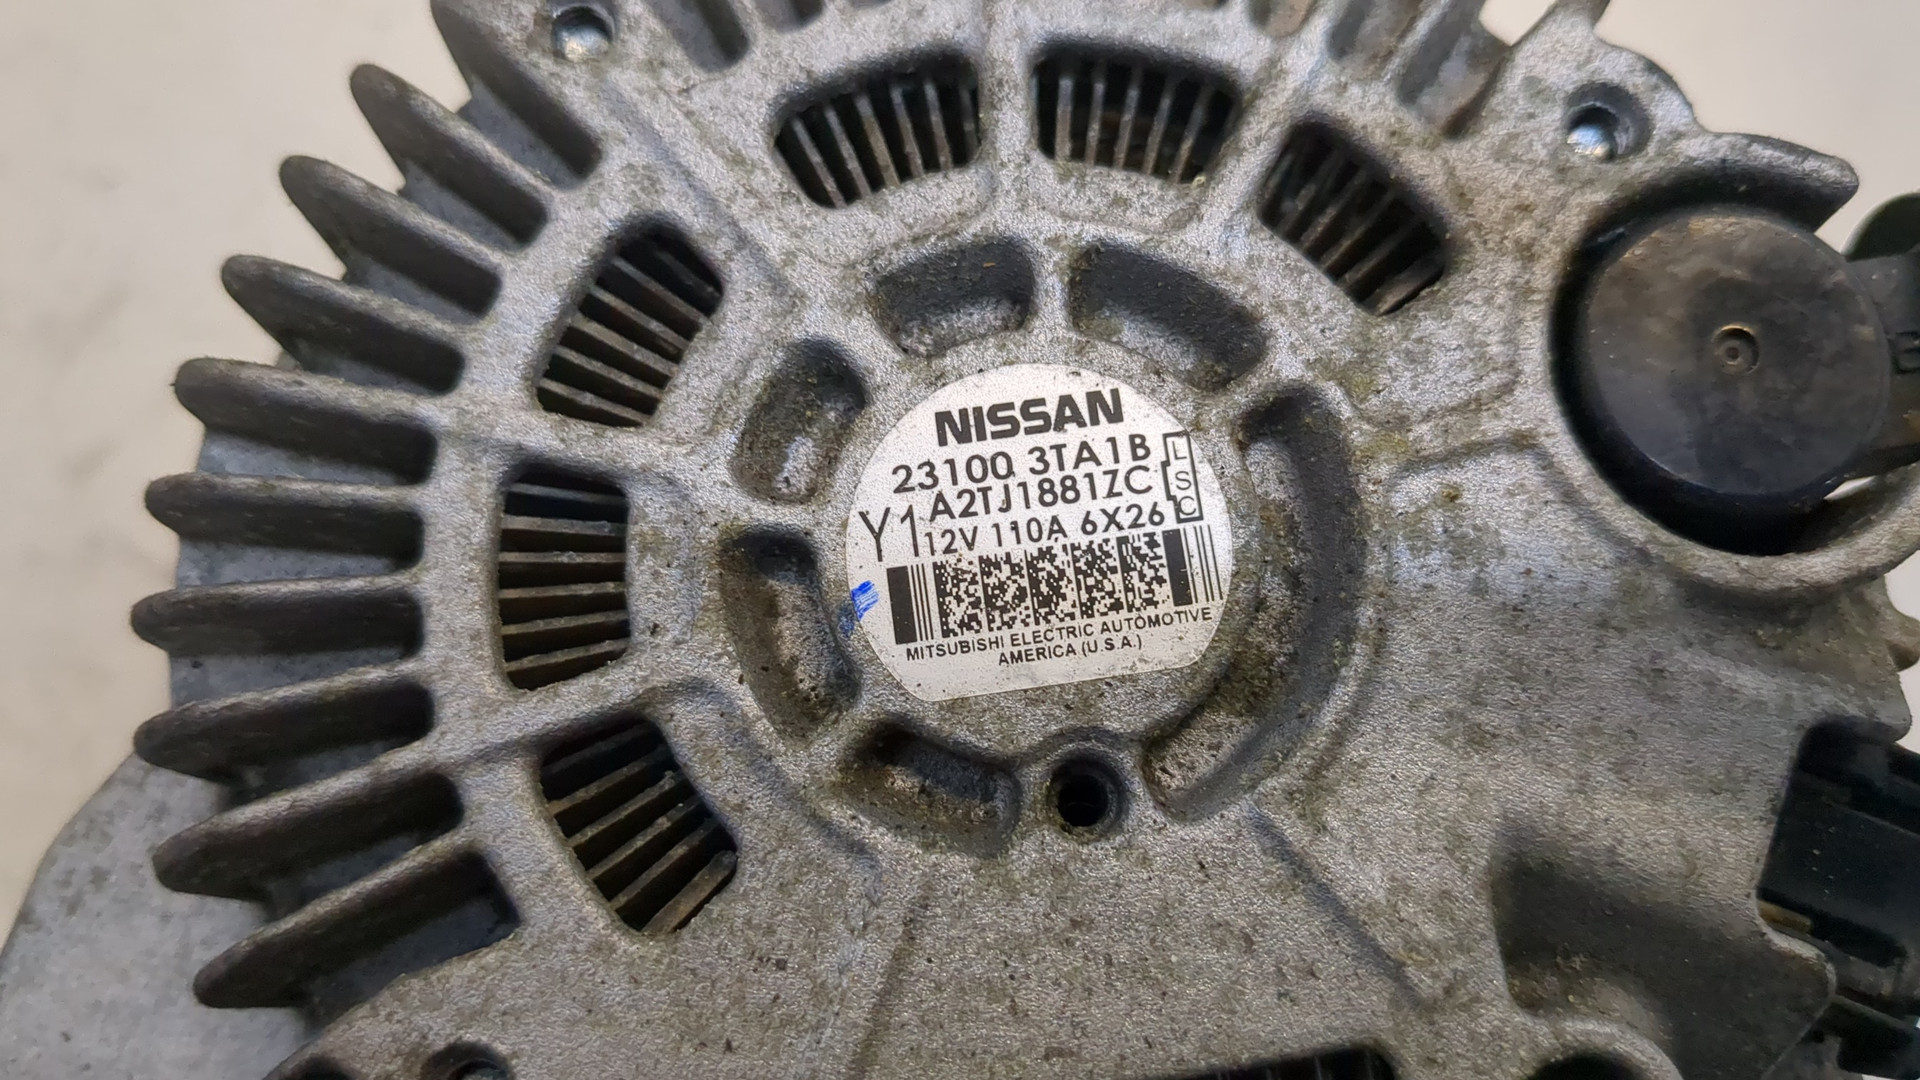 NISSAN
23100 3TA1B
A2TJ1881ZC
Y1
12V 110A 6X26
L
S
C
MITSUBISHI ELECTRIC AUTOMOTIVE
AMERICA (U.S.A.)
B